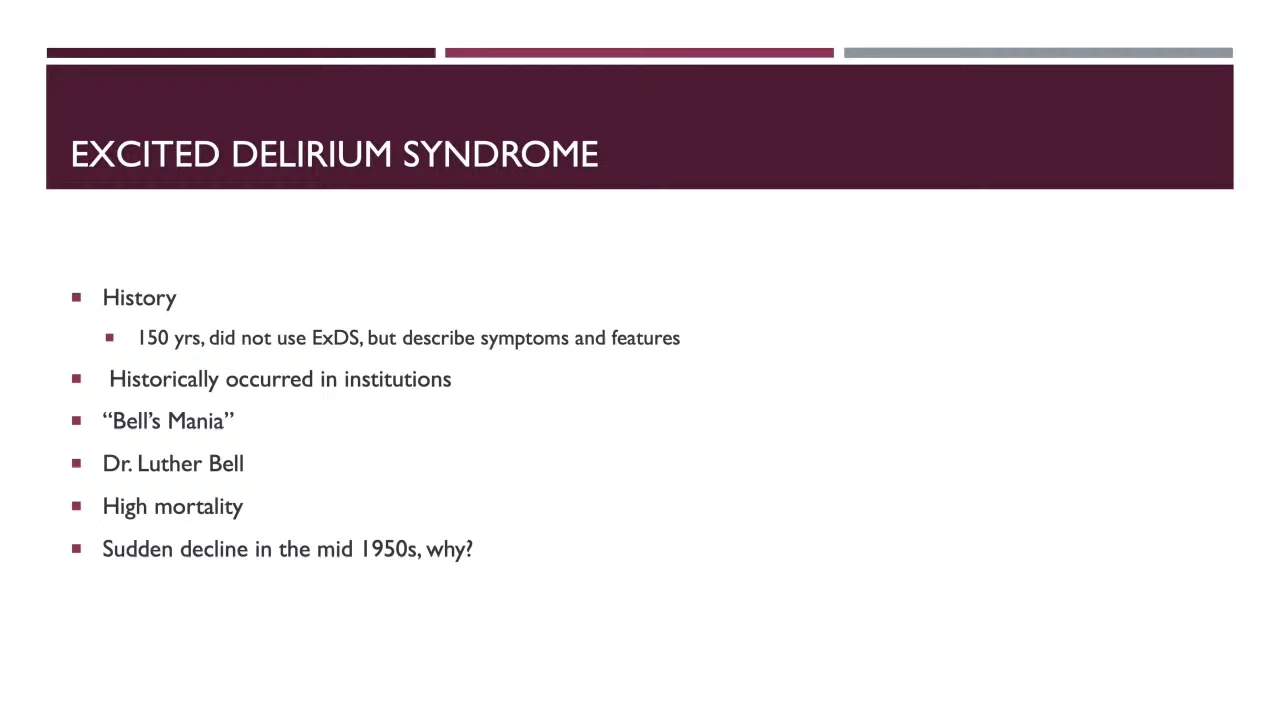 EXCITED DELIRIUM SYNDROME
History
150 yrs, did not use ExDS, but describe symptoms and features
Historically occurred in institutions
“Bell’s Mania”
Dr. Luther Bell
High mortality
Sudden decline in the mid 1950s, why?